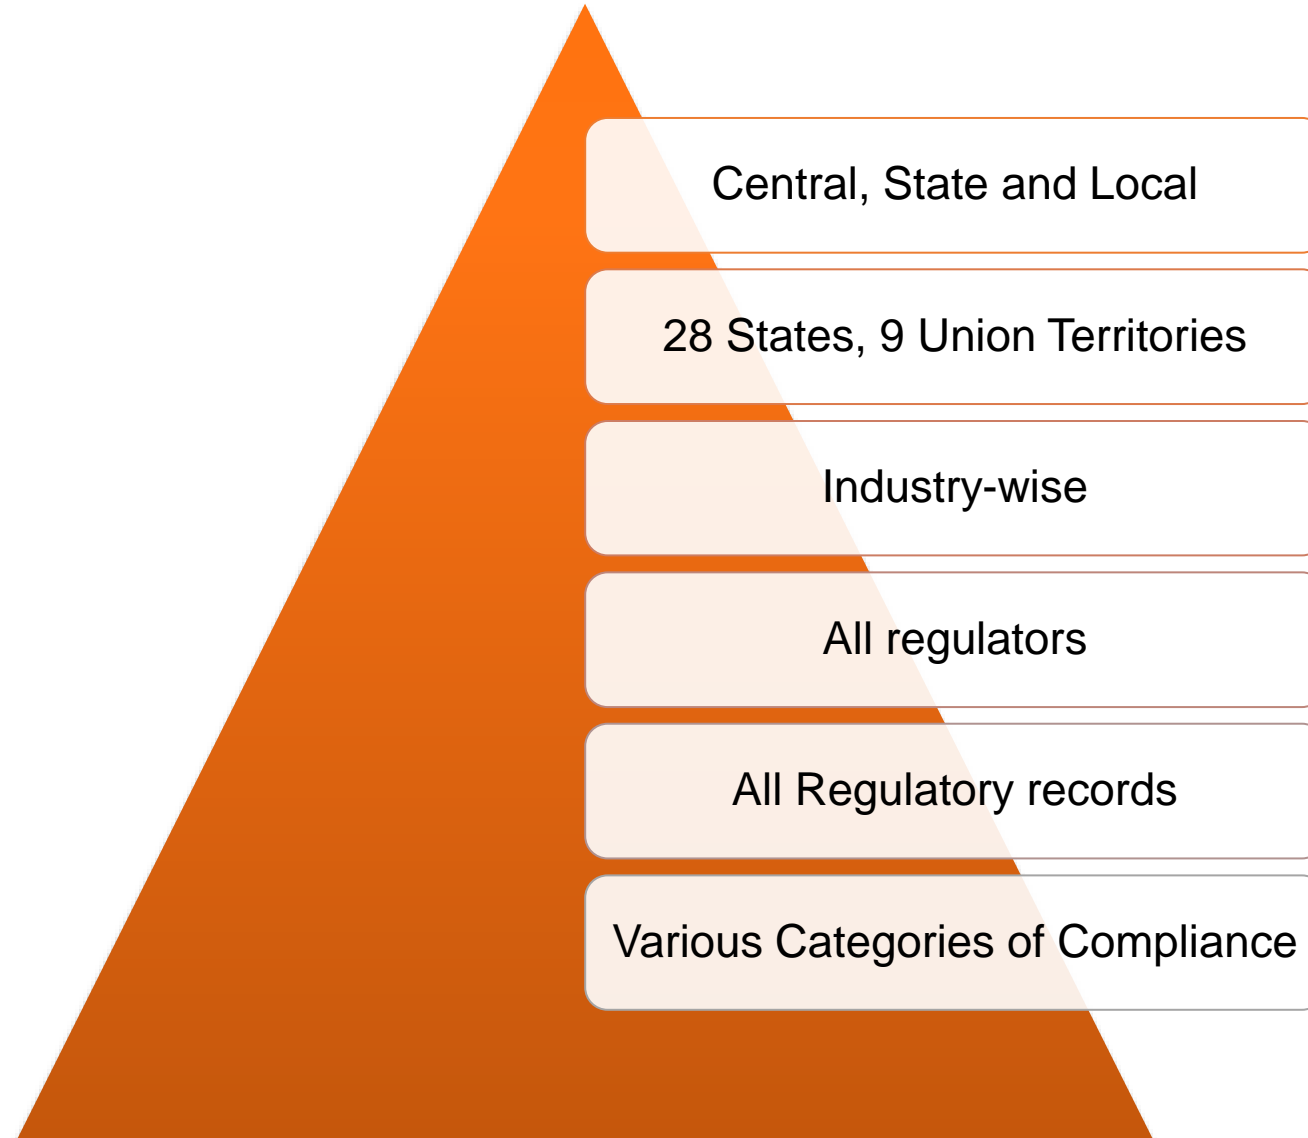 Central, State and Local
28 States, 9 Union Territories
Industry-wise
All regulators
All Regulatory records
Various Categories of Compliance